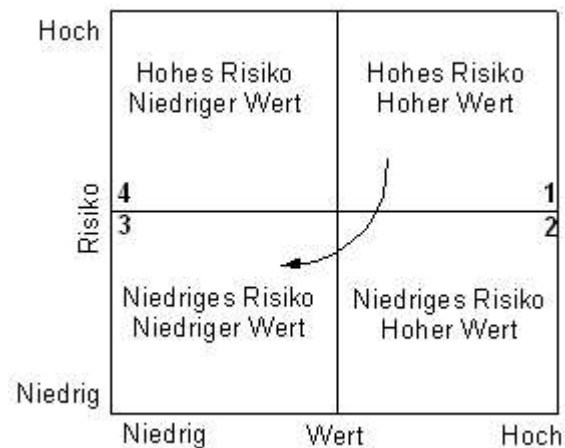 Hoch
Hohes Risiko
Niedriger Wert
Hohes Risiko
Hoher Wert
4
1
Risiko
3
2
Niedriges Risiko
Niedriger Wert
Niedriges Risiko
Hoher Wert
Niedrig
Niedrig
Wert
Hoch